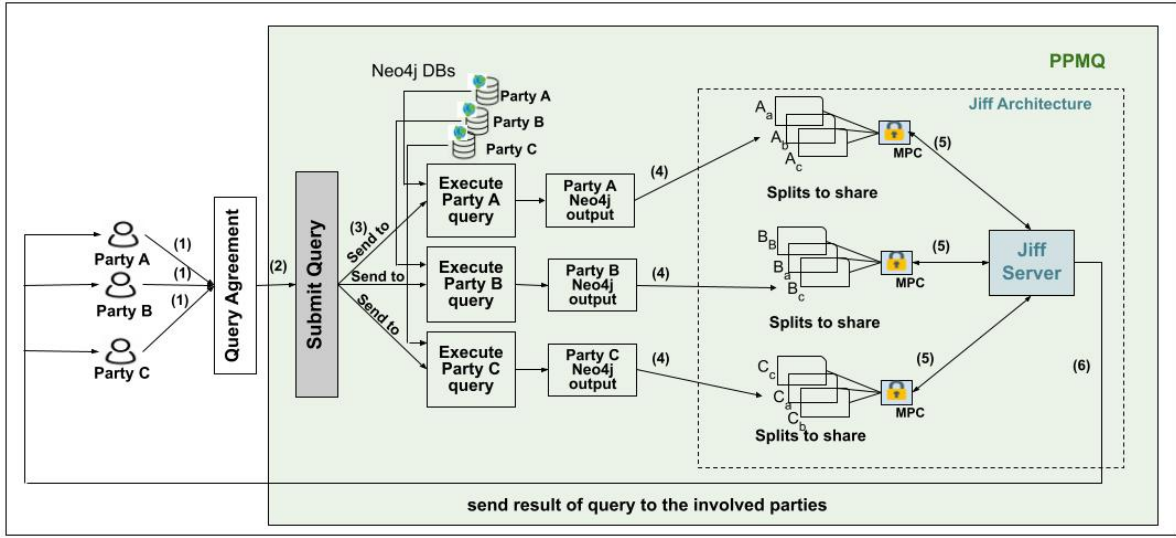 PPMQ
Neo4j DBs
Party A
Party B
Party C
Jiff Architecture
Party A
Party B
Party C
(1)
(1)
(1)
Query Agreement
(2)
Submit Query
(3)
Send to
Send to
Send to
Execute
Party A
query
Party A
Neo4j
output
(4)
Execute
Party B
query
Party B
Neo4j
output
(4)
Execute
Party C
query
Party C
Neo4j
output
(4)
Aa
Ab
Ac
MPC
Splits to share
(5)
BB
Ba
Bc
MPC
Splits to share
(5)
Cc
Ca
Cb
MPC
Splits to share
(5)
Jiff
Server
(6)
send result of query to the involved parties